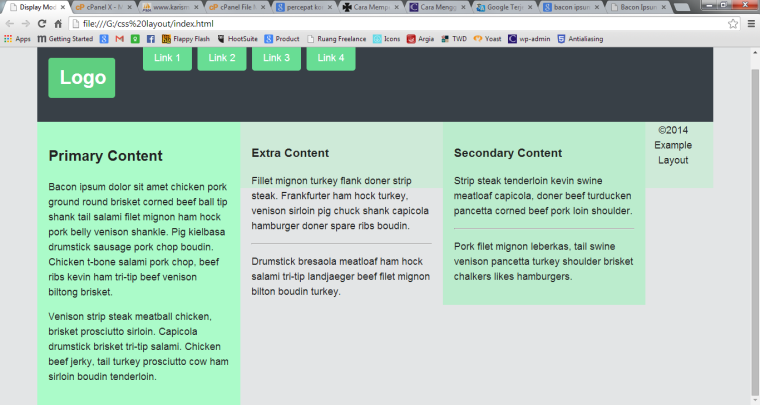 Display Mod
cPanel X - M
www.karism
cPanel File M
percepat kon
Cara Mempe
Cara Mengg
Google Terje
bacon ipsum
Bacon Ipsum
file:///G:/css%20layout/index.html
Apps
Getting Started
Flappy Flash
HootSuite
Product
Ruang Freelance
Icons
Argia
TWD
Yoast
wp-admin
Antialiasing
Logo
Link 1
Link 2
Link 3
Link 4
Primary Content
Bacon ipsum dolor sit amet chicken pork
ground round brisket corned beef ball tip
shank tail salami filet mignon ham hock
pork belly venison shankle. Pig kielbasa
drumstick sausage pork chop boudin.
Chicken t-bone salami pork chop, beef
ribs kevin ham tri-tip beef venison
biltong brisket.
Venison strip steak meatball chicken,
brisket prosciutto sirloin. Capicola
drumstick brisket tri-tip salami. Chicken
beef jerky, tail turkey prosciutto cow ham
sirloin boudin tenderloin.
Extra Content
Fillet mignon turkey flank doner strip
steak. Frankfurter ham hock turkey,
venison sirloin pig chuck shank capicola
hamburger doner spare ribs boudin.
Drumstick bresaola meatloaf ham hock
salami tri-tip landjaeger beef filet mignon
bilton boudin turkey.
Secondary Content
Strip steak tenderloin kevin swine
meatloaf capicola, doner beef turducken
pancetta corned beef pork loin shoulder.
Pork filet mignon leberkas, tail swine
venison pancetta turkey shoulder brisket
chalkers likes hamburgers.
©2014
Example
Layout